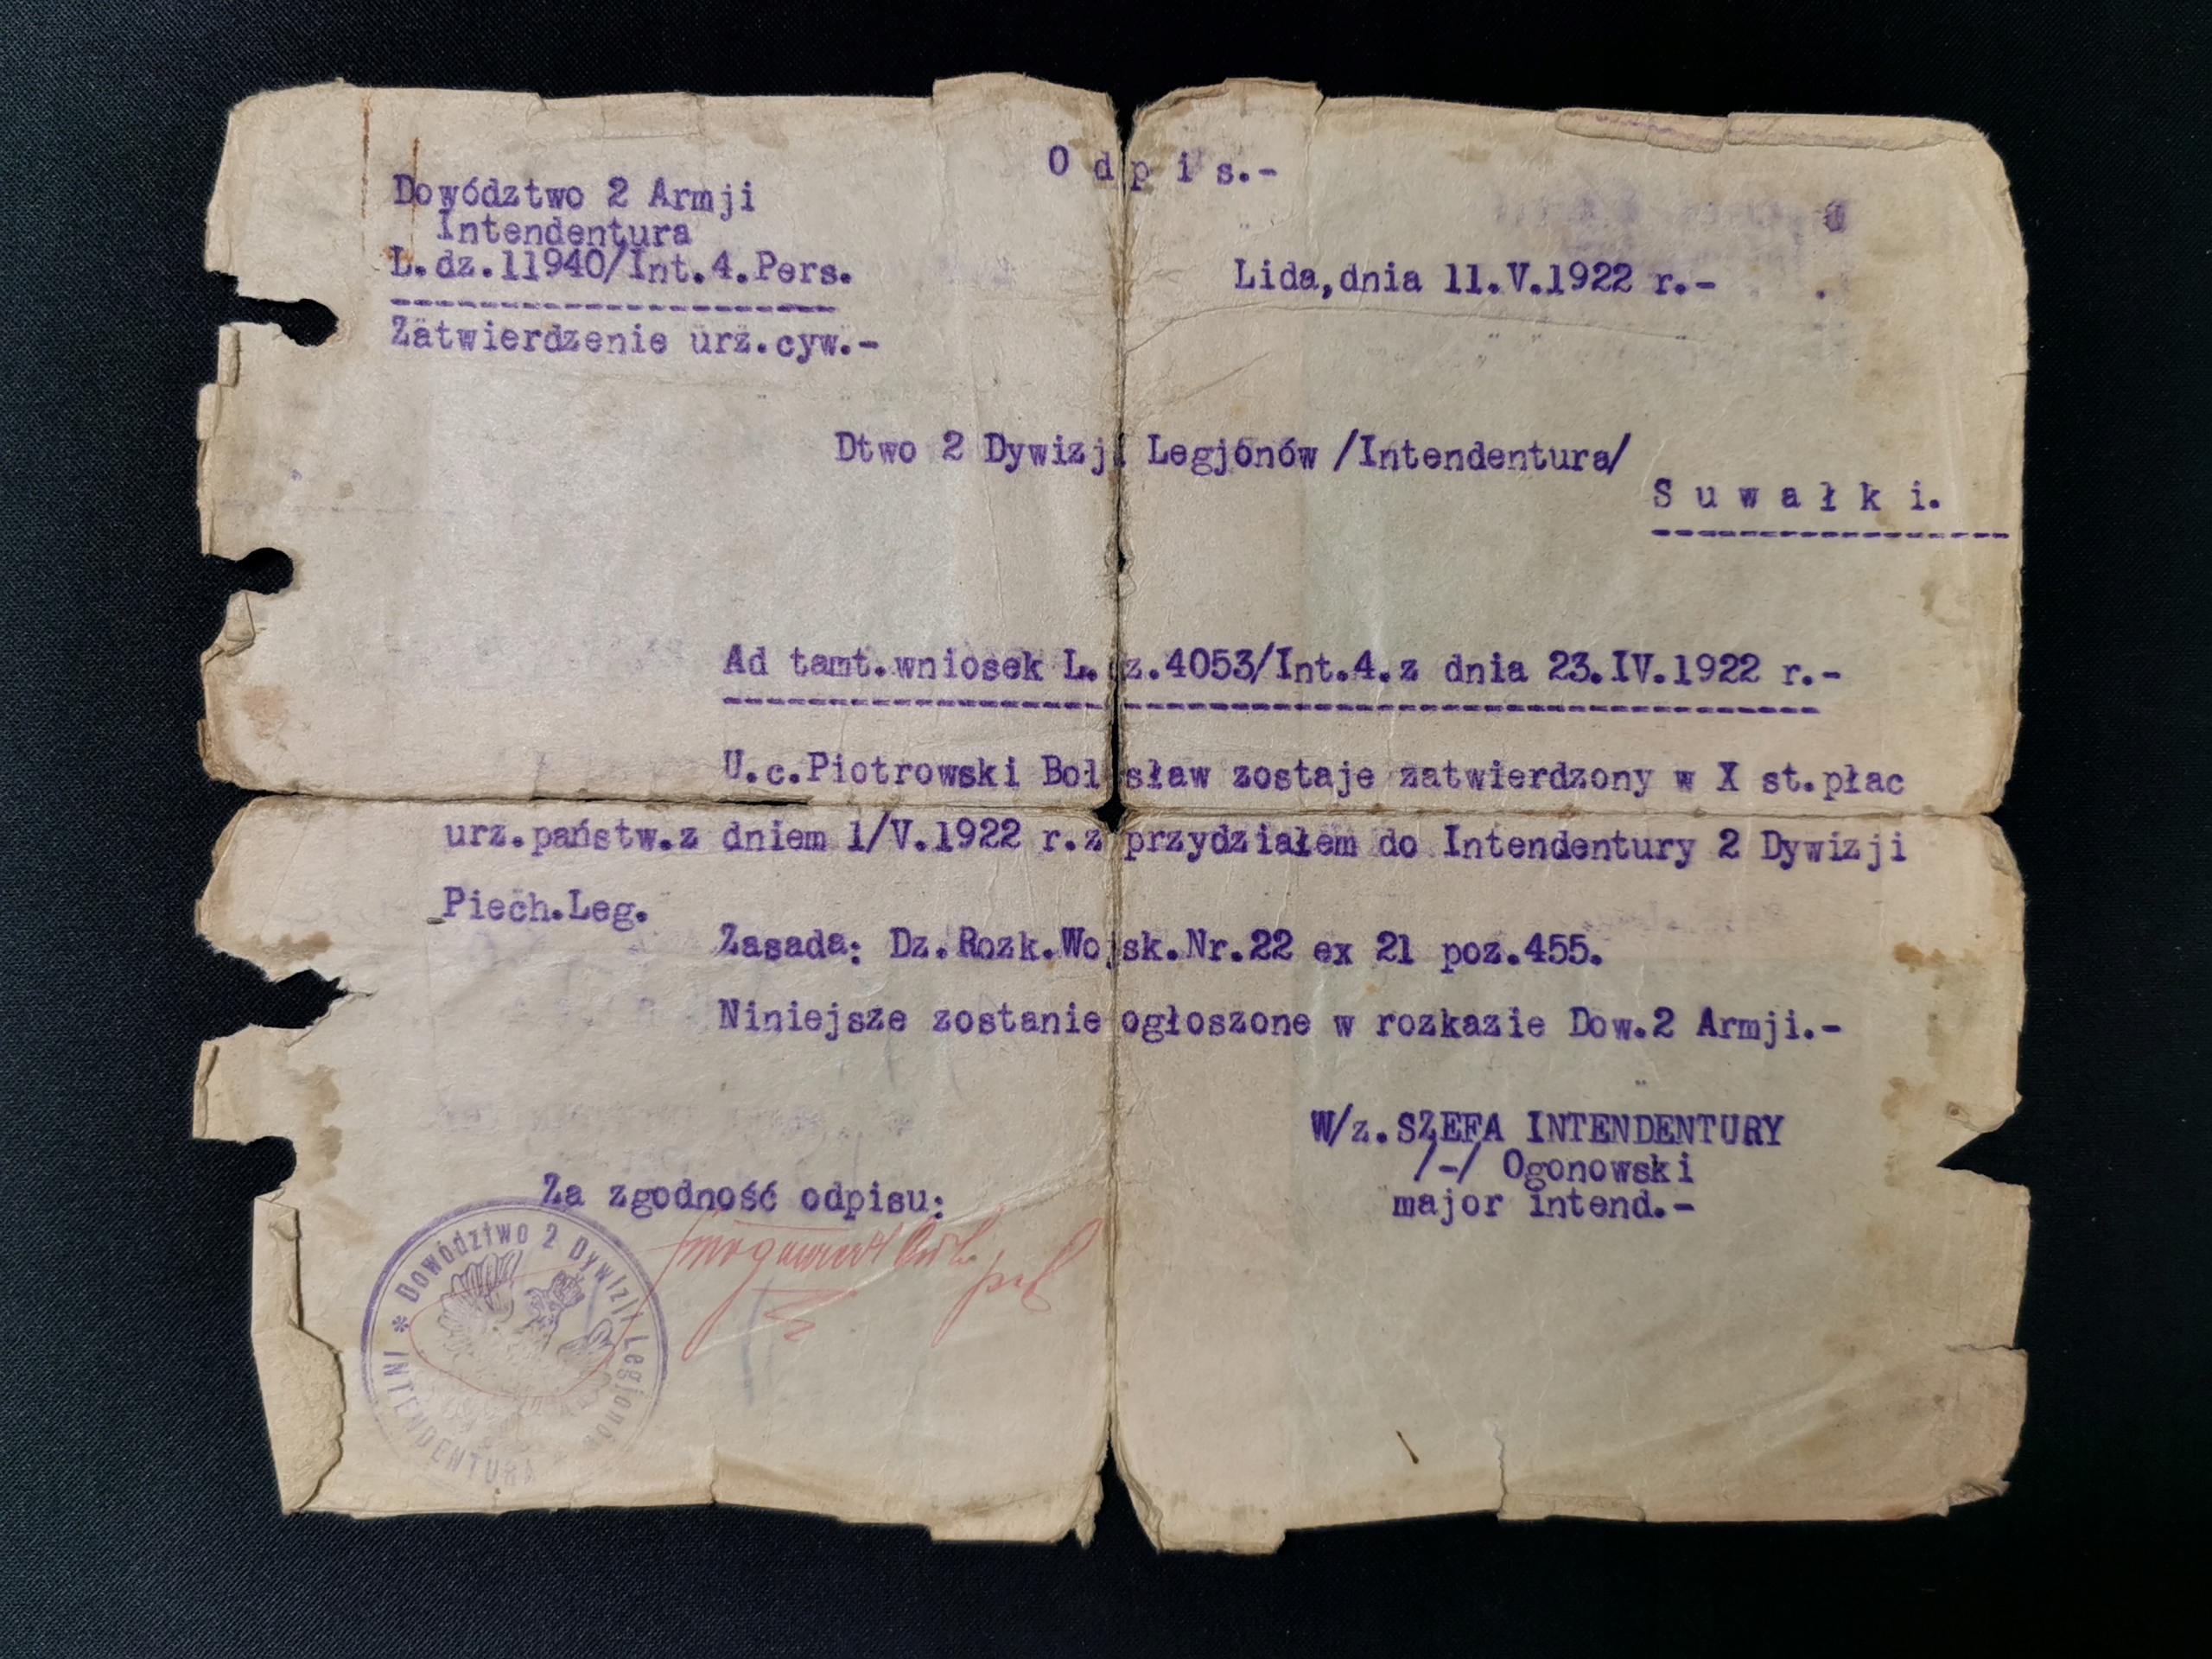 O d p i s.-
Dowództwo 2 Armji
Intendentura
L.dz.11940/Int.4.Pers.
Lida,dnia 11.V.1922 r.-
Zatwierdzenie urz.cyw.-
Dtwo 2 Dywizji Legjonów /Intendentura/
S u w a ł k i.
Ad tamt.wniosek L.dz.4053/Int.4.z dnia 23.IV.1922 r.-
U.c.Piotrowski Bolesław zostaje zatwierdzony w X st.płac
urz.państw.z dniem 1/V.1922 r.z przydziałem do Intendentury 2 Dywizji
Piech.Leg.
Zasada: Dz.Rozk.Wojsk.Nr.22 ex 21 poz.455.
Niniejsze zostanie ogłoszone w rozkazie Dow.2 Armji.-
W/z.SZEFA INTENDENTURY
/-/ Ogonowski
major intend.-
Za zgodność odpisu:
* Dowództwo 2 Dywizji Legjonów
INTENDENTURA